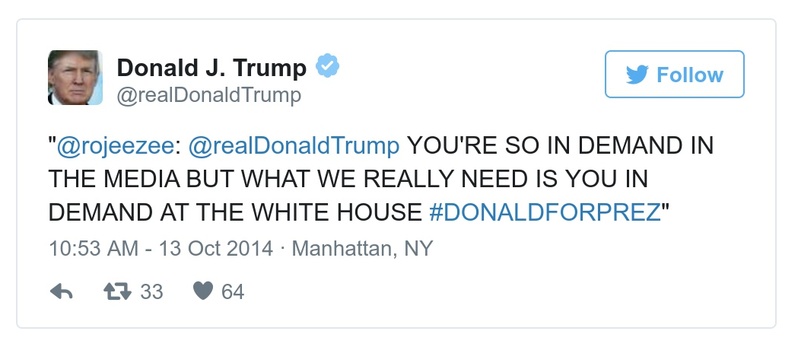 Donald J. Trump
@realDonaldTrump
Follow
"@rojeezee: @realDonaldTrump YOU'RE SO IN DEMAND IN
THE MEDIA BUT WHAT WE REALLY NEED IS YOU IN
DEMAND AT THE WHITE HOUSE #DONALDFORPREZ"
10:53 AM - 13 Oct 2014 · Manhattan, NY
33 64